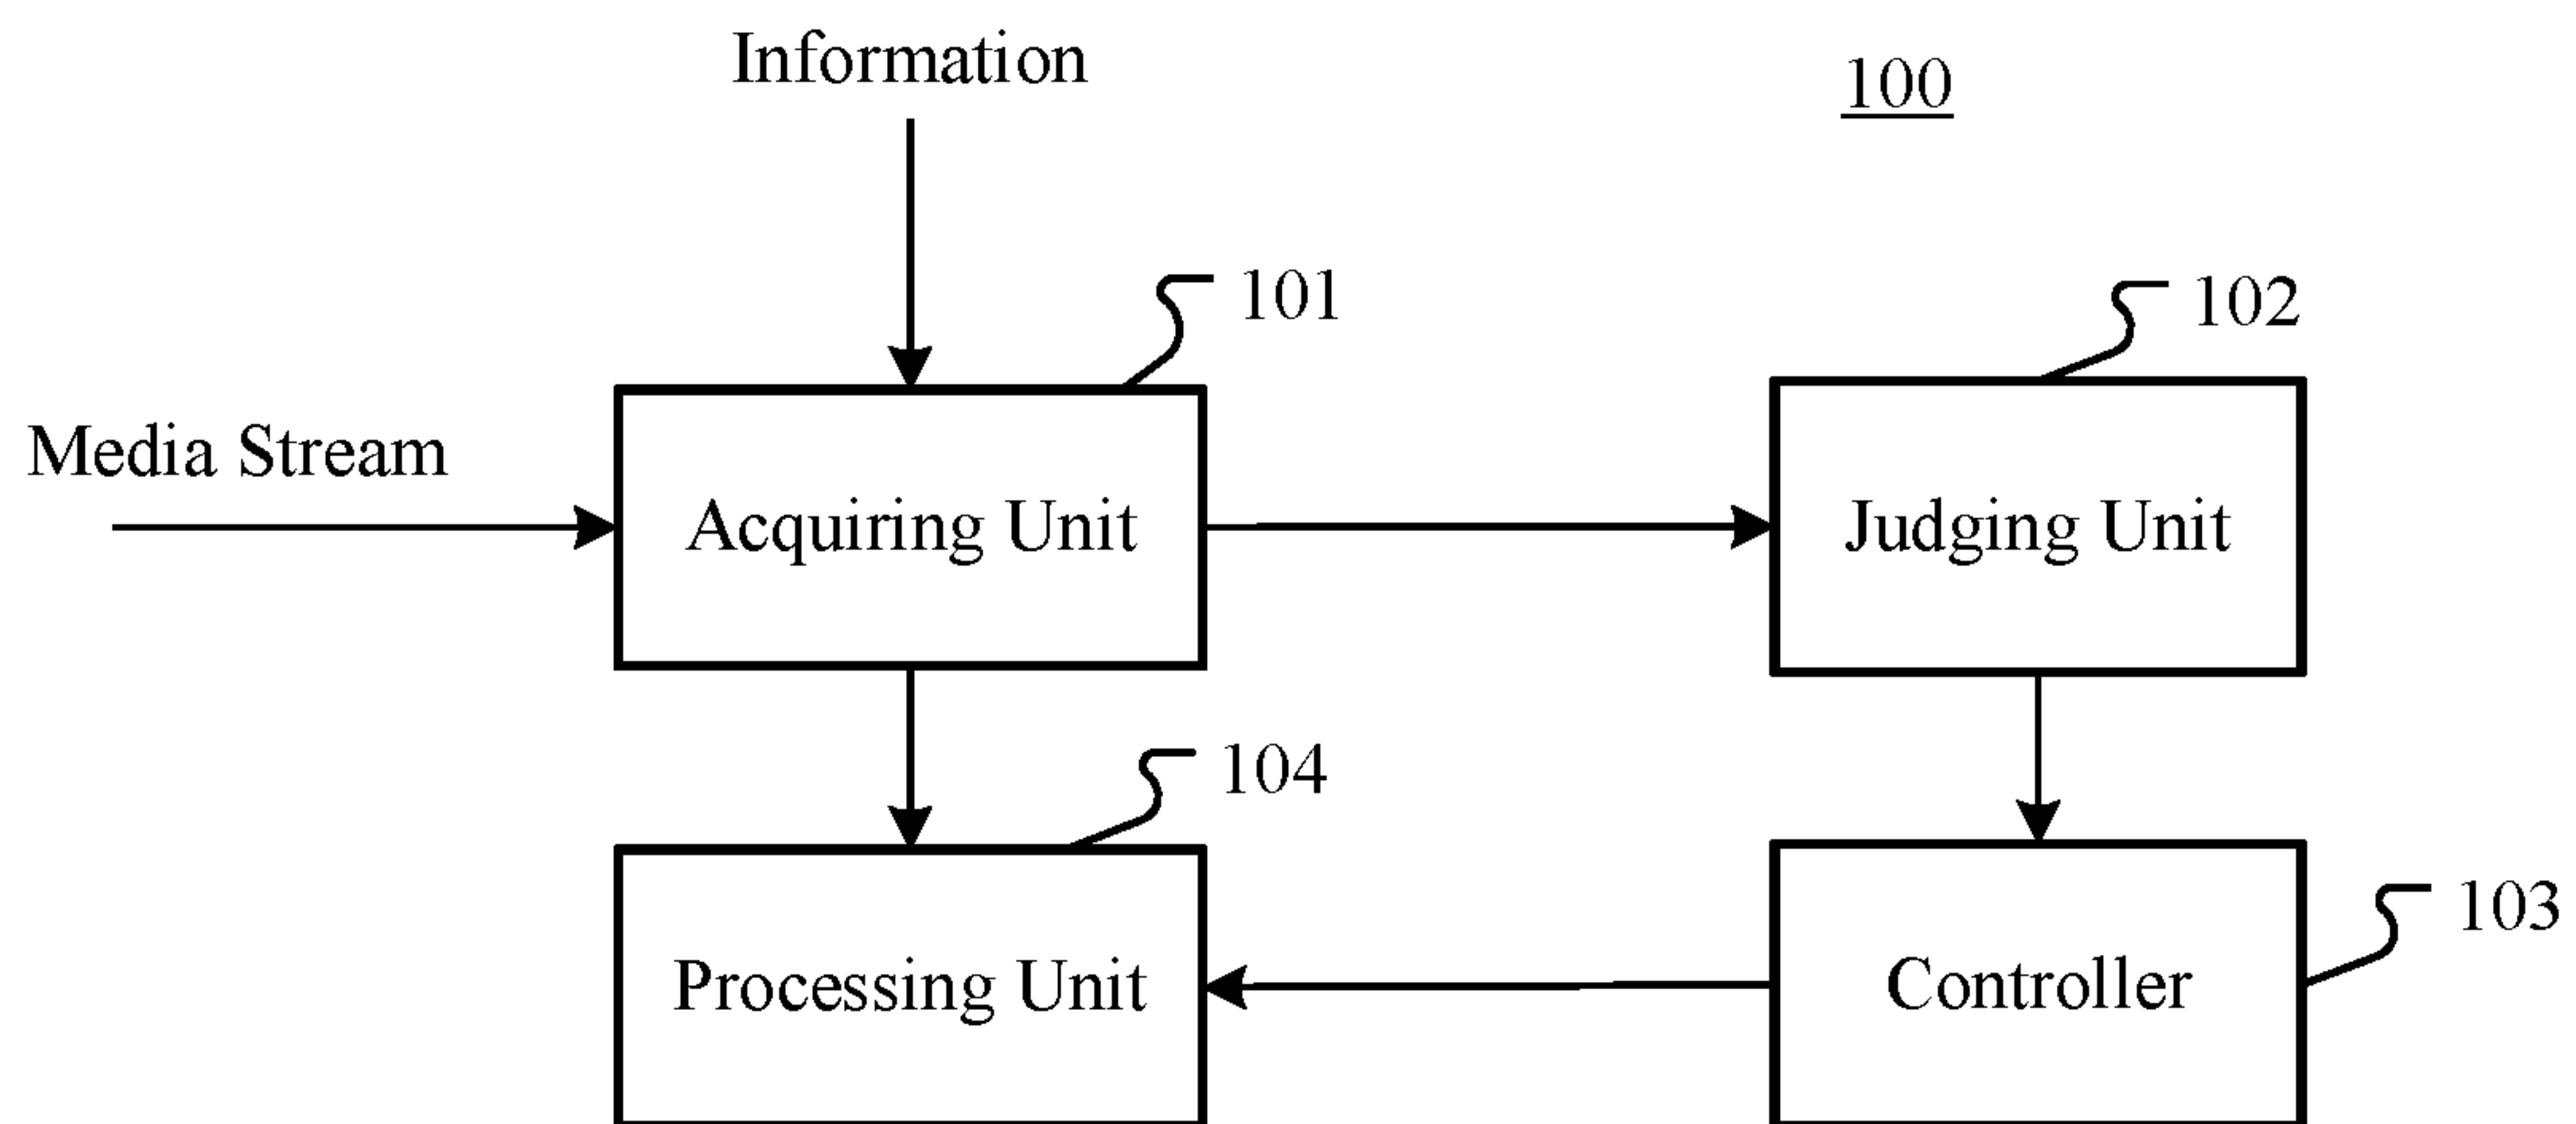 Information
100
101
102
Media Stream
Acquiring Unit
Judging Unit
104
103
Processing Unit
Controller